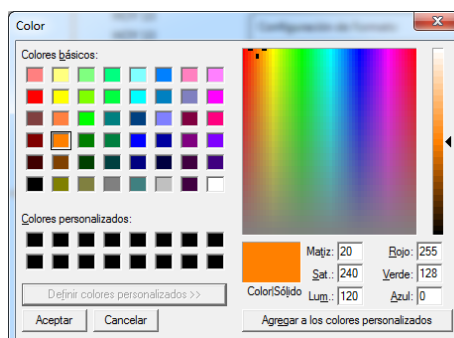 Color
Colores básicos:
Colores personalizados:
Definir colores personalizados >>
Aceptar
Cancelar
Color|Sólido
Matiz: 20
Sat.: 240
Lum.: 120
Rojo: 255
Verde: 128
Azul: 0
Agregar a los colores personalizados